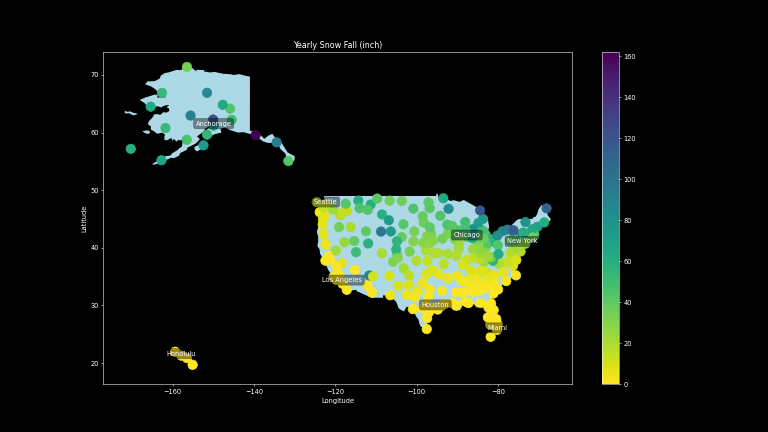 Yearly Snow Fall (inch)
70
60
50
40
30
20
Latitude
−160
−140
−120
−100
−80
Longitude
Anchorage
Seattle
Chicago
New York
Los Angeles
Houston
Miami
Honolulu
160
140
120
100
80
60
40
20
0